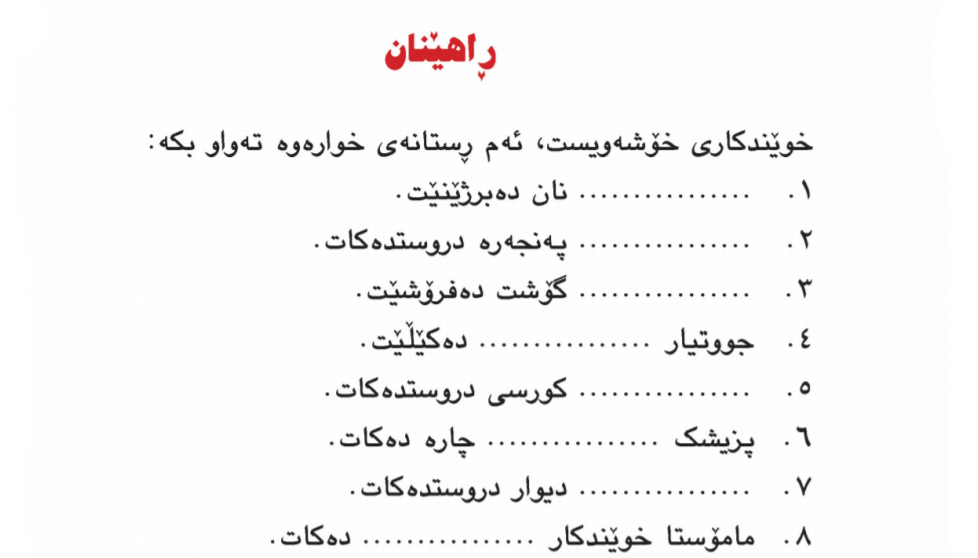 ڕاهێنان
خوێندکاری خۆشەویست، ئەم ڕستانەی خوارەوە تەواو بکە:
١. ................ نان دەبرژێنێت.
٢. ................ پەنجەرە دروستدەکات.
٣. ................ گۆشت دەفرۆشێت.
٤. جووتیار ................ دەکێڵێت.
٥. ................ کورسی دروستدەکات.
٦. پزیشک ................ چارە دەکات.
٧. ................ دیوار دروستدەکات.
٨. مامۆستا خوێندکار ................ دەکات.